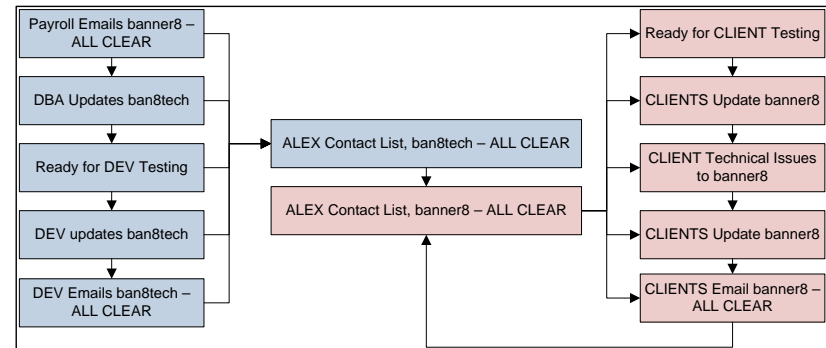 Payroll Emails banner8 –
ALL CLEAR
DBA Updates ban8tech
Ready for DEV Testing
DEV updates ban8tech
DEV Emails ban8tech –
ALL CLEAR
ALEX Contact List, ban8tech – ALL CLEAR
ALEX Contact List, banner8 – ALL CLEAR
Ready for CLIENT Testing
CLIENTS Update banner8
CLIENT Technical Issues
to banner8
CLIENTS Update banner8
CLIENTS Email banner8 –
ALL CLEAR